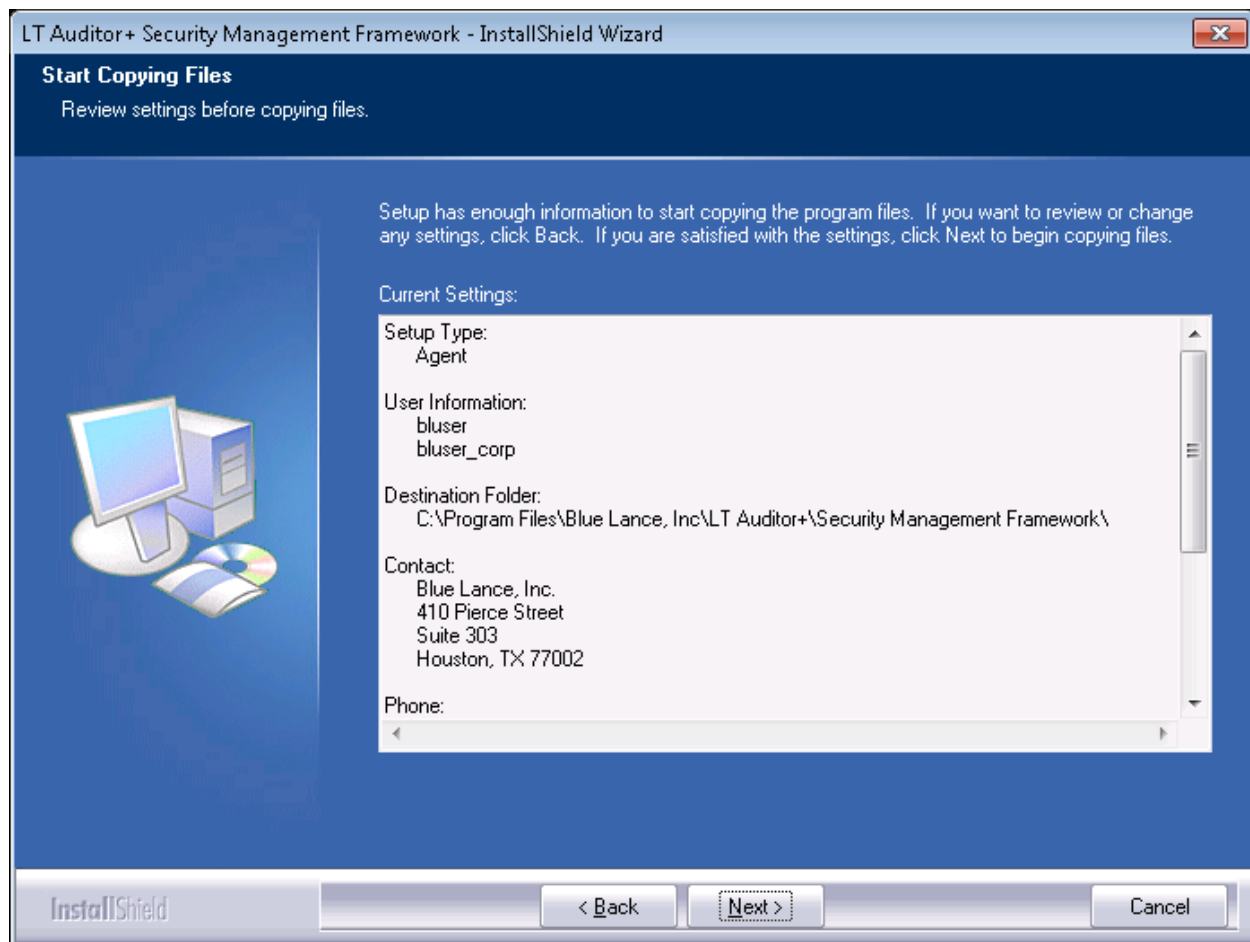 LT Auditor+ Security Management Framework - InstallShield Wizard
Start Copying Files
Review settings before copying files.
Setup has enough information to start copying the program files.  If you want to review or change
any settings, click Back.  If you are satisfied with the settings, click Next to begin copying files.
Current Settings:
Setup Type:
Agent
User Information:
bluser
bluser_corp
Destination Folder:
C:\Program Files\Blue Lance, Inc\LT Auditor+\Security Management Framework\
Contact:
Blue Lance, Inc.
410 Pierce Street
Suite 303
Houston, TX 77002
Phone:
InstallShield
< Back
Next >
Cancel